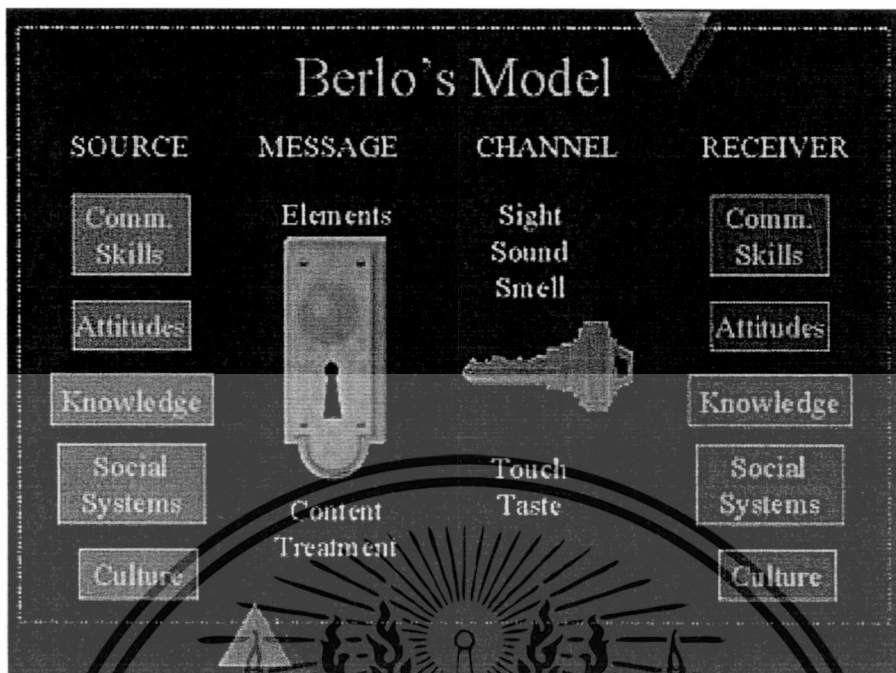 Berlo's Model
SOURCE
MESSAGE
CHANNEL
RECEIVER
Comm.
Skills
Attitudes
Knowledge
Social
Systems
Culture
Elements
Content
Treatment
Sight
Sound
Smell
Touch
Taste
Comm.
Skills
Attitudes
Knowledge
Social
Systems
Culture